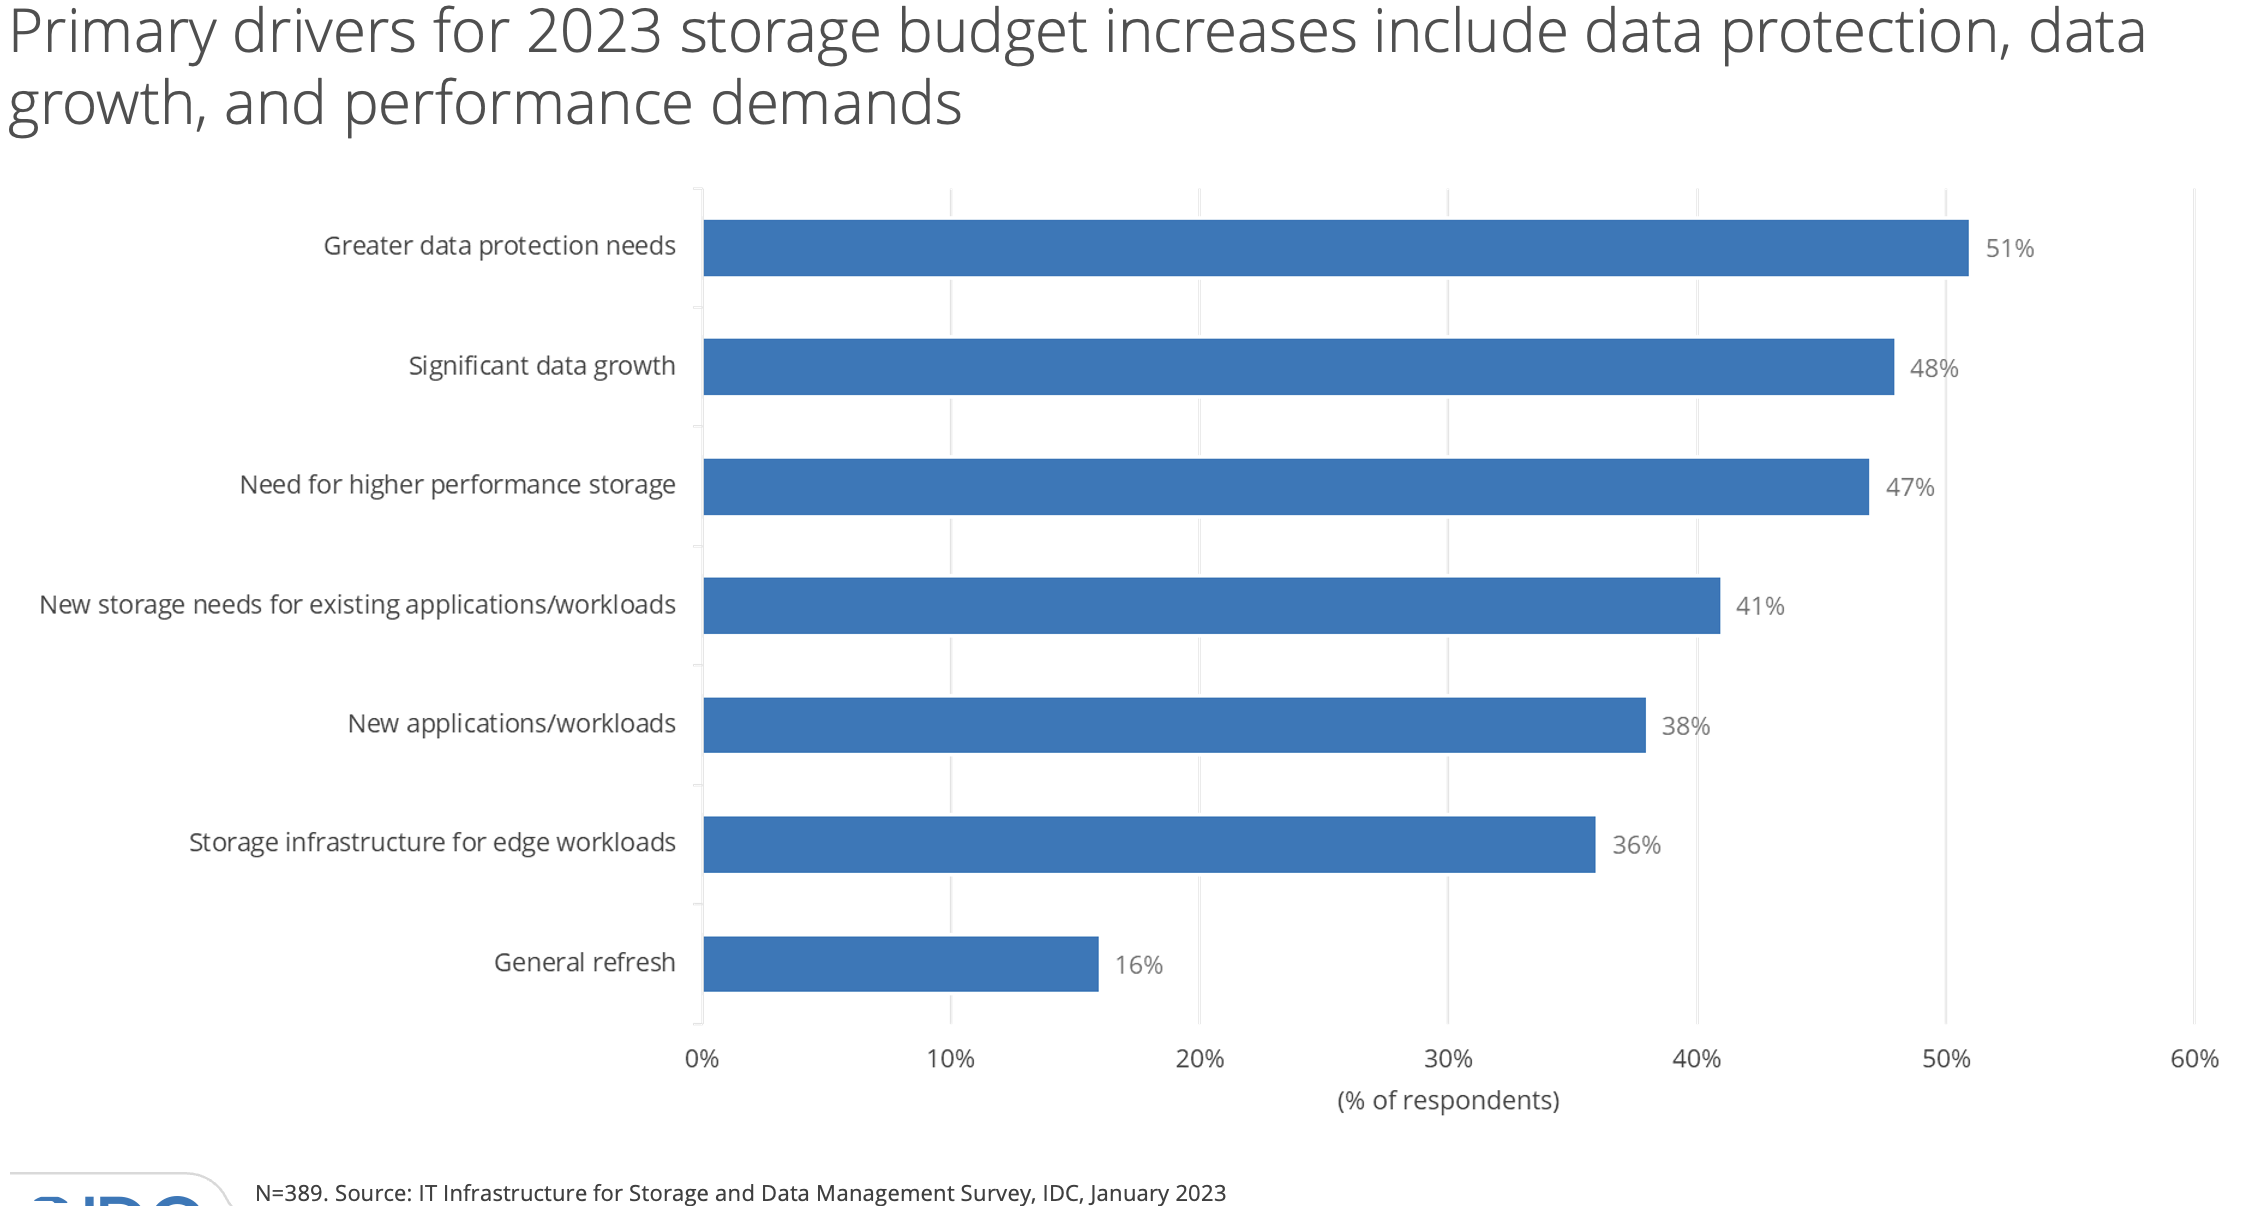 Primary drivers for 2023 storage budget increases include data protection, data
growth, and performance demands
Greater data protection needs
51%
Significant data growth
48%
Need for higher performance storage
47%
New storage needs for existing applications/workloads
41%
New applications/workloads
38%
Storage infrastructure for edge workloads
36%
General refresh
16%
0% 10% 20% 30% 40% 50% 60%
(% of respondents)
N=389. Source: IT Infrastructure for Storage and Data Management Survey, IDC, January 2023